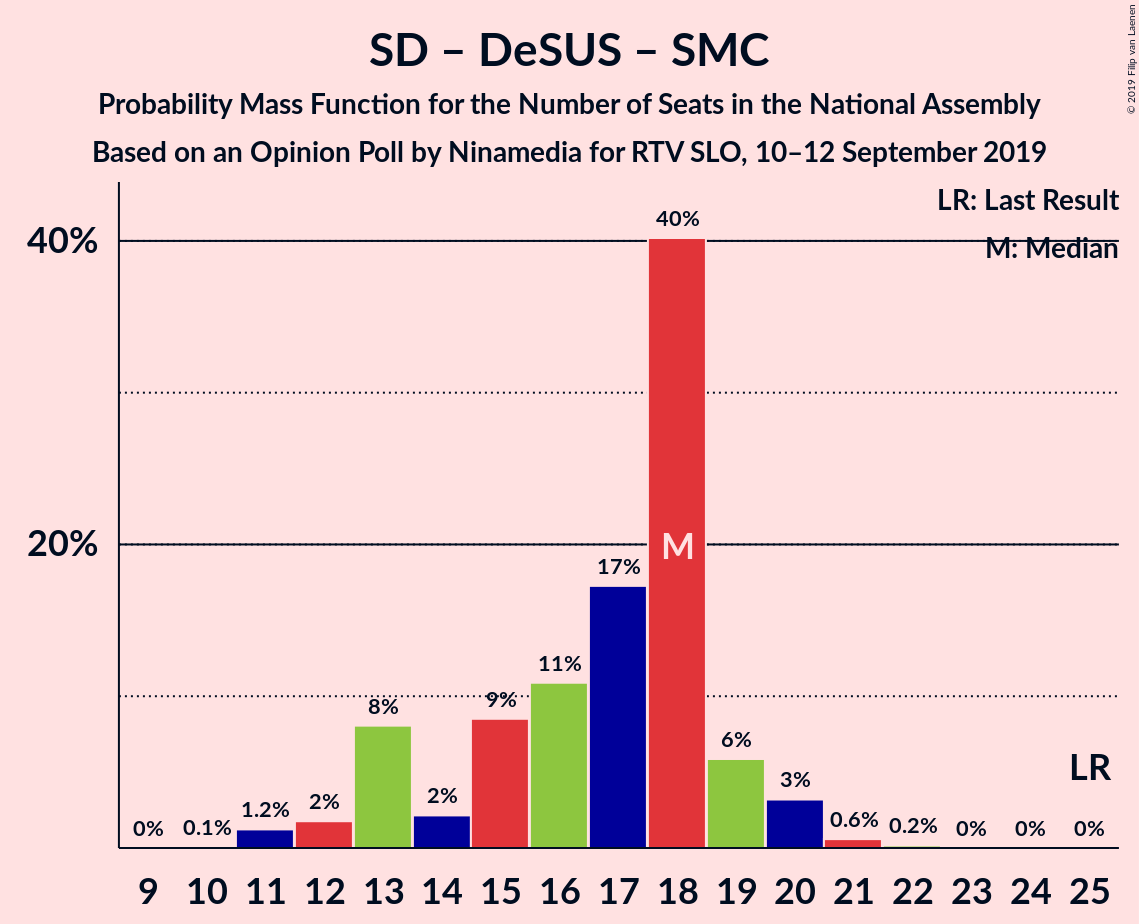 SD – DeSUS – SMC
Probability Mass Function for the Number of Seats in the National Assembly
Based on an Opinion Poll by Ninamedia for RTV SLO, 10–12 September 2019
© 2019 Filip van Laenen
LR: Last Result
M: Median
40%
20%
0%
0.1%
1.2%
2%
8%
2%
9%
11%
17%
40%
M
6%
3%
0.6%
0.2%
0%
0%
0%
LR
9 10 11 12 13 14 15 16 17 18 19 20 21 22 23 24 25